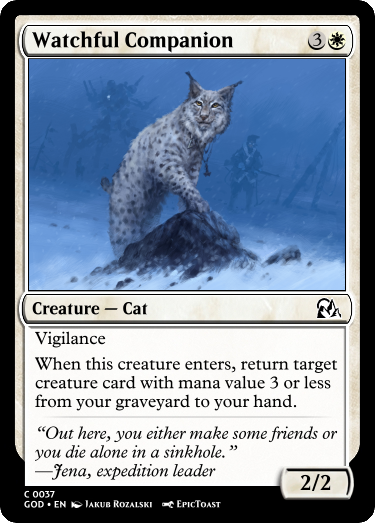 Watchful Companion 3
Creature — Cat
Vigilance
When this creature enters, return target
creature card with mana value 3 or less
from your graveyard to your hand.
“Out here, you either make some friends or
you die alone in a sinkhole.”
—Jena, expedition leader
2/2
C 0037
GOD • EN Jakub Rozalski EpicToast